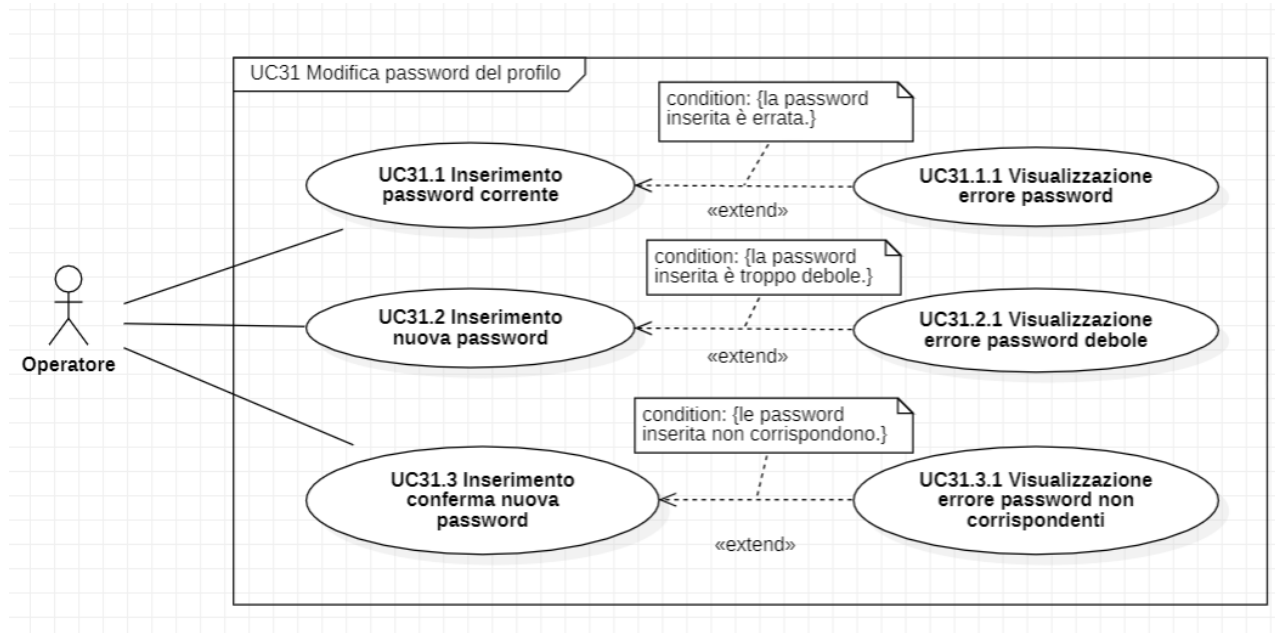 UC31 Modifica password del profilo
condition: {la password
inserita è errata.}
UC31.1 Inserimento
password corrente
«extend»
UC31.1.1 Visualizzazione
errore password
condition: {la password
inserita è troppo debole.}
Operatore
UC31.2 Inserimento
nuova password
«extend»
UC31.2.1 Visualizzazione
errore password debole
condition: {le password
inserita non corrispondono.}
UC31.3 Inserimento
conferma nuova
password
«extend»
UC31.3.1 Visualizzazione
errore password non
corrispondenti